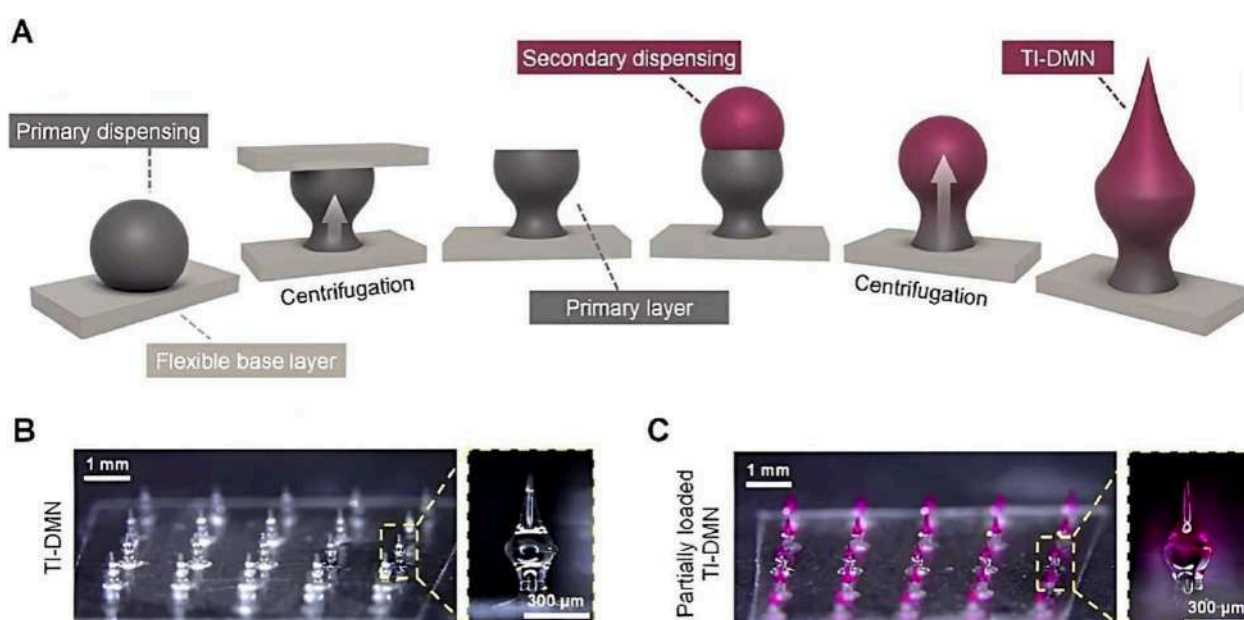 A
Primary dispensing
Centrifugation
Flexible base layer
Primary layer
Secondary dispensing
Centrifugation
TI-DMN
B
TI-DMN
1 mm
300 µm
C
Partially loaded
TI-DMN
1 mm
300 µm